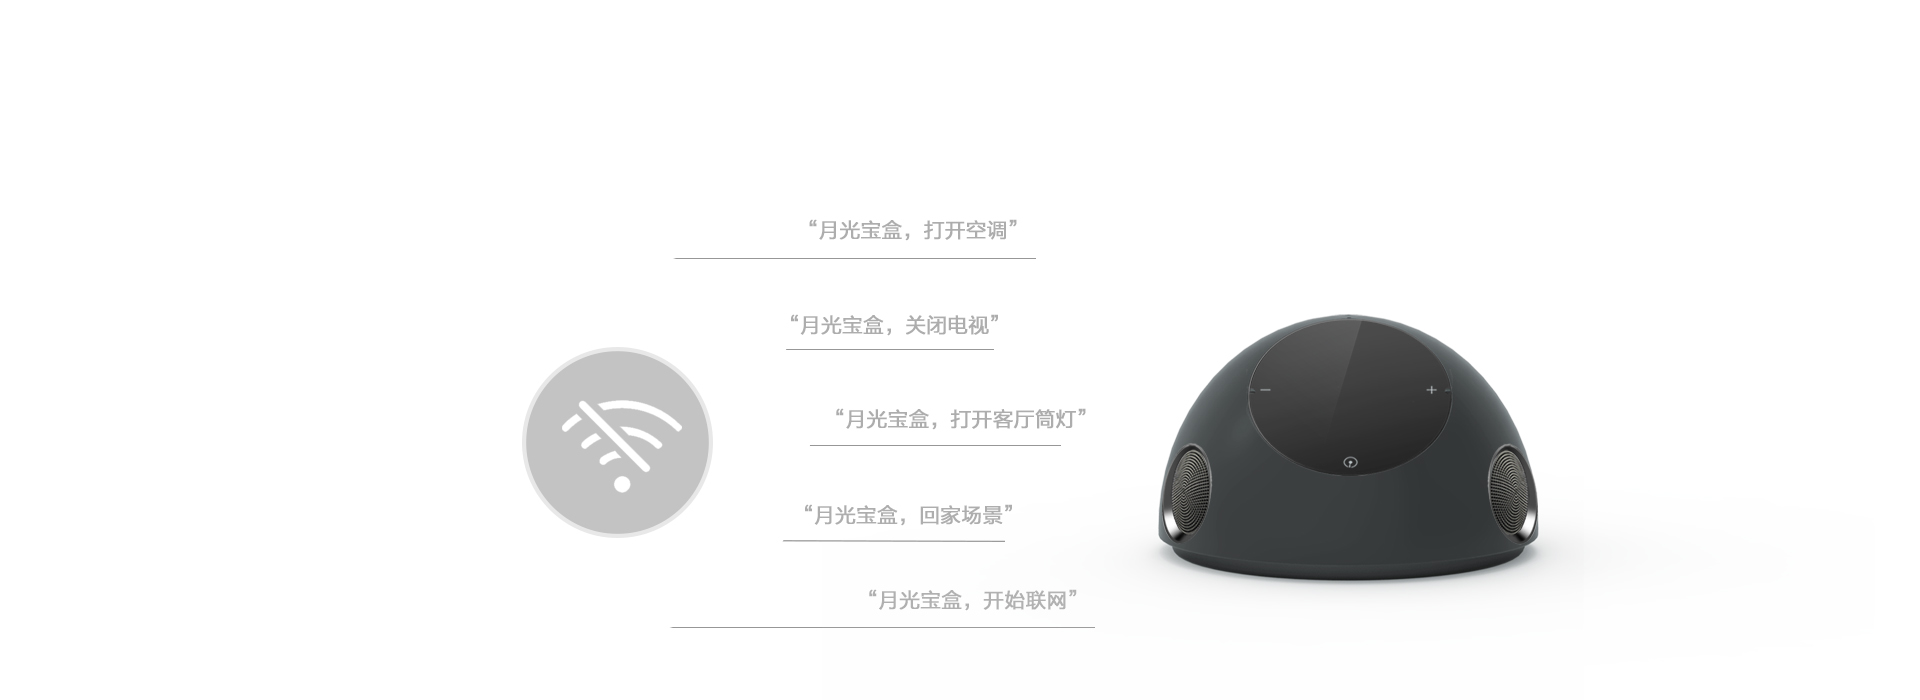 “月光宝盒，打开空调”
“月光宝盒，关闭电视”
“月光宝盒，打开客厅筒灯”
“月光宝盒，回家场景”
“月光宝盒，开始联网”